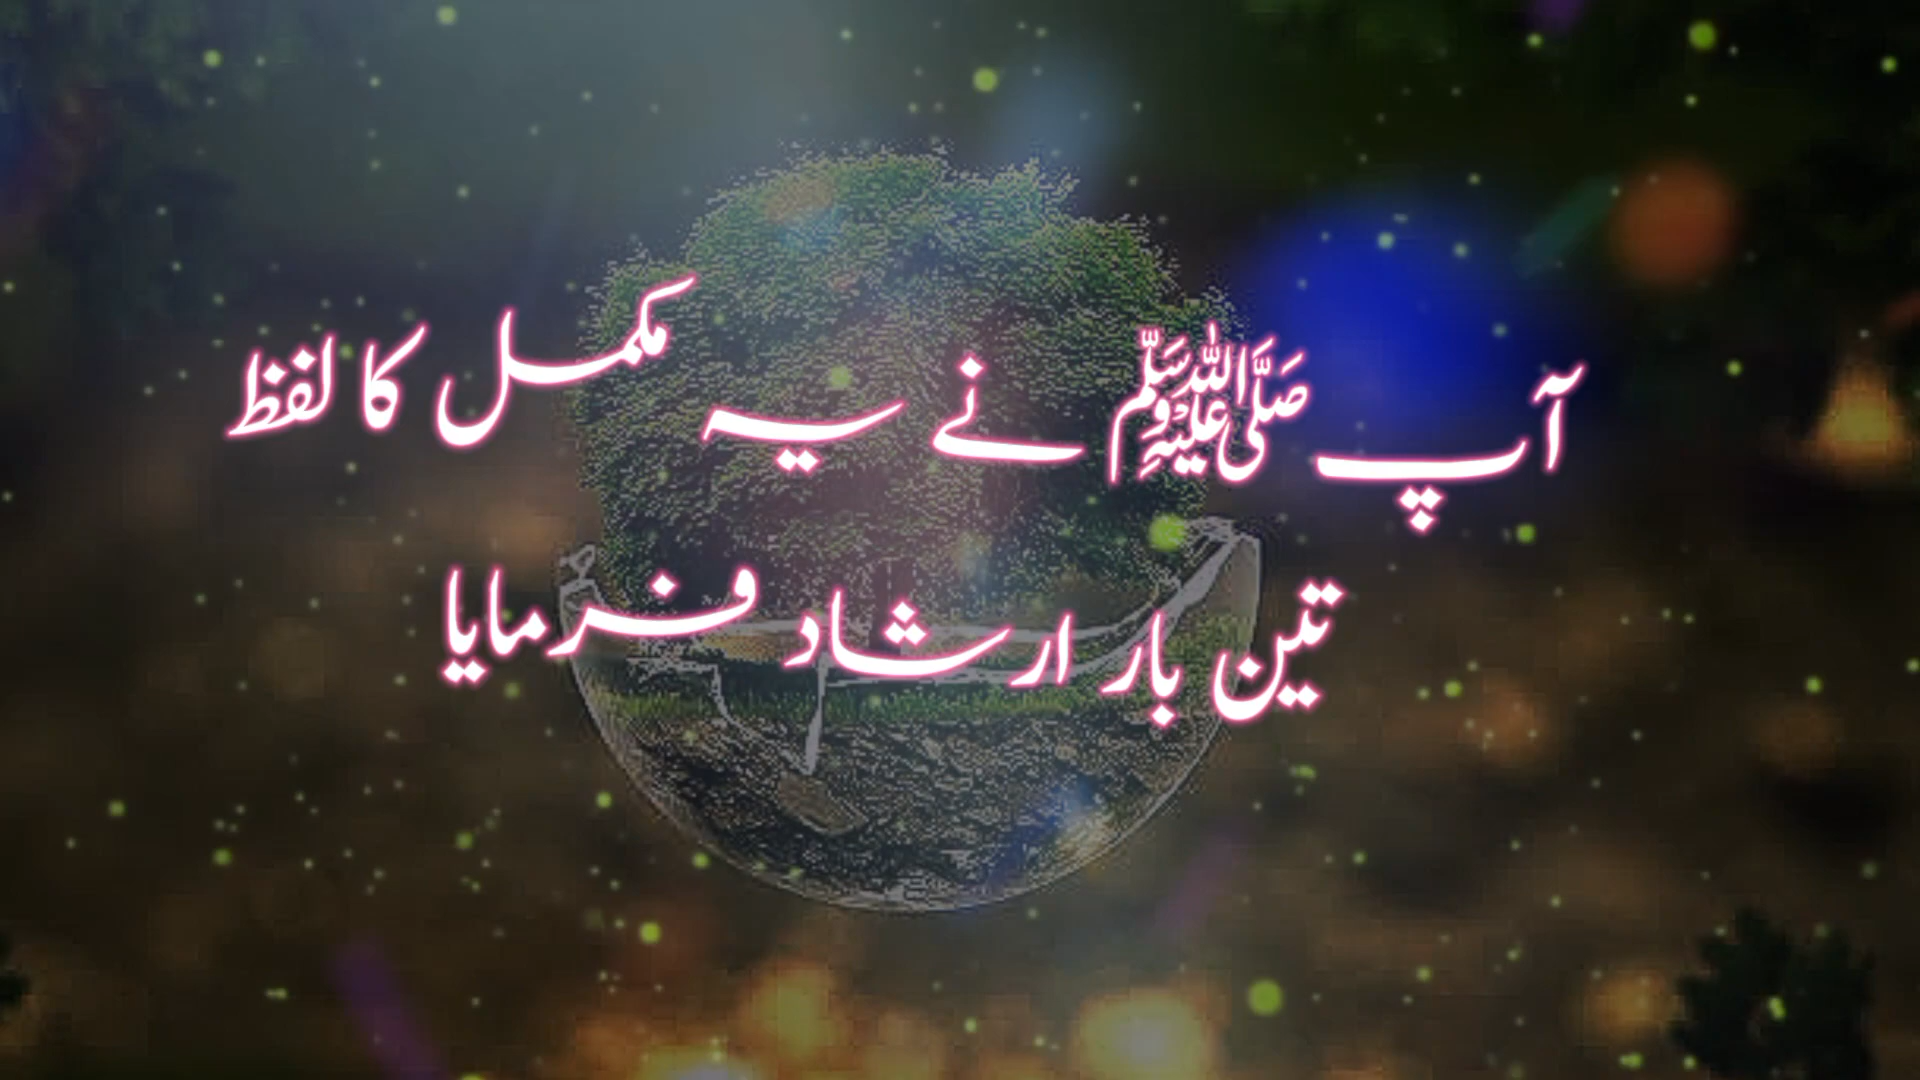 آپ ﷺ نے یہ مکمل کا لفظ
تین بار ارشاد فرمایا